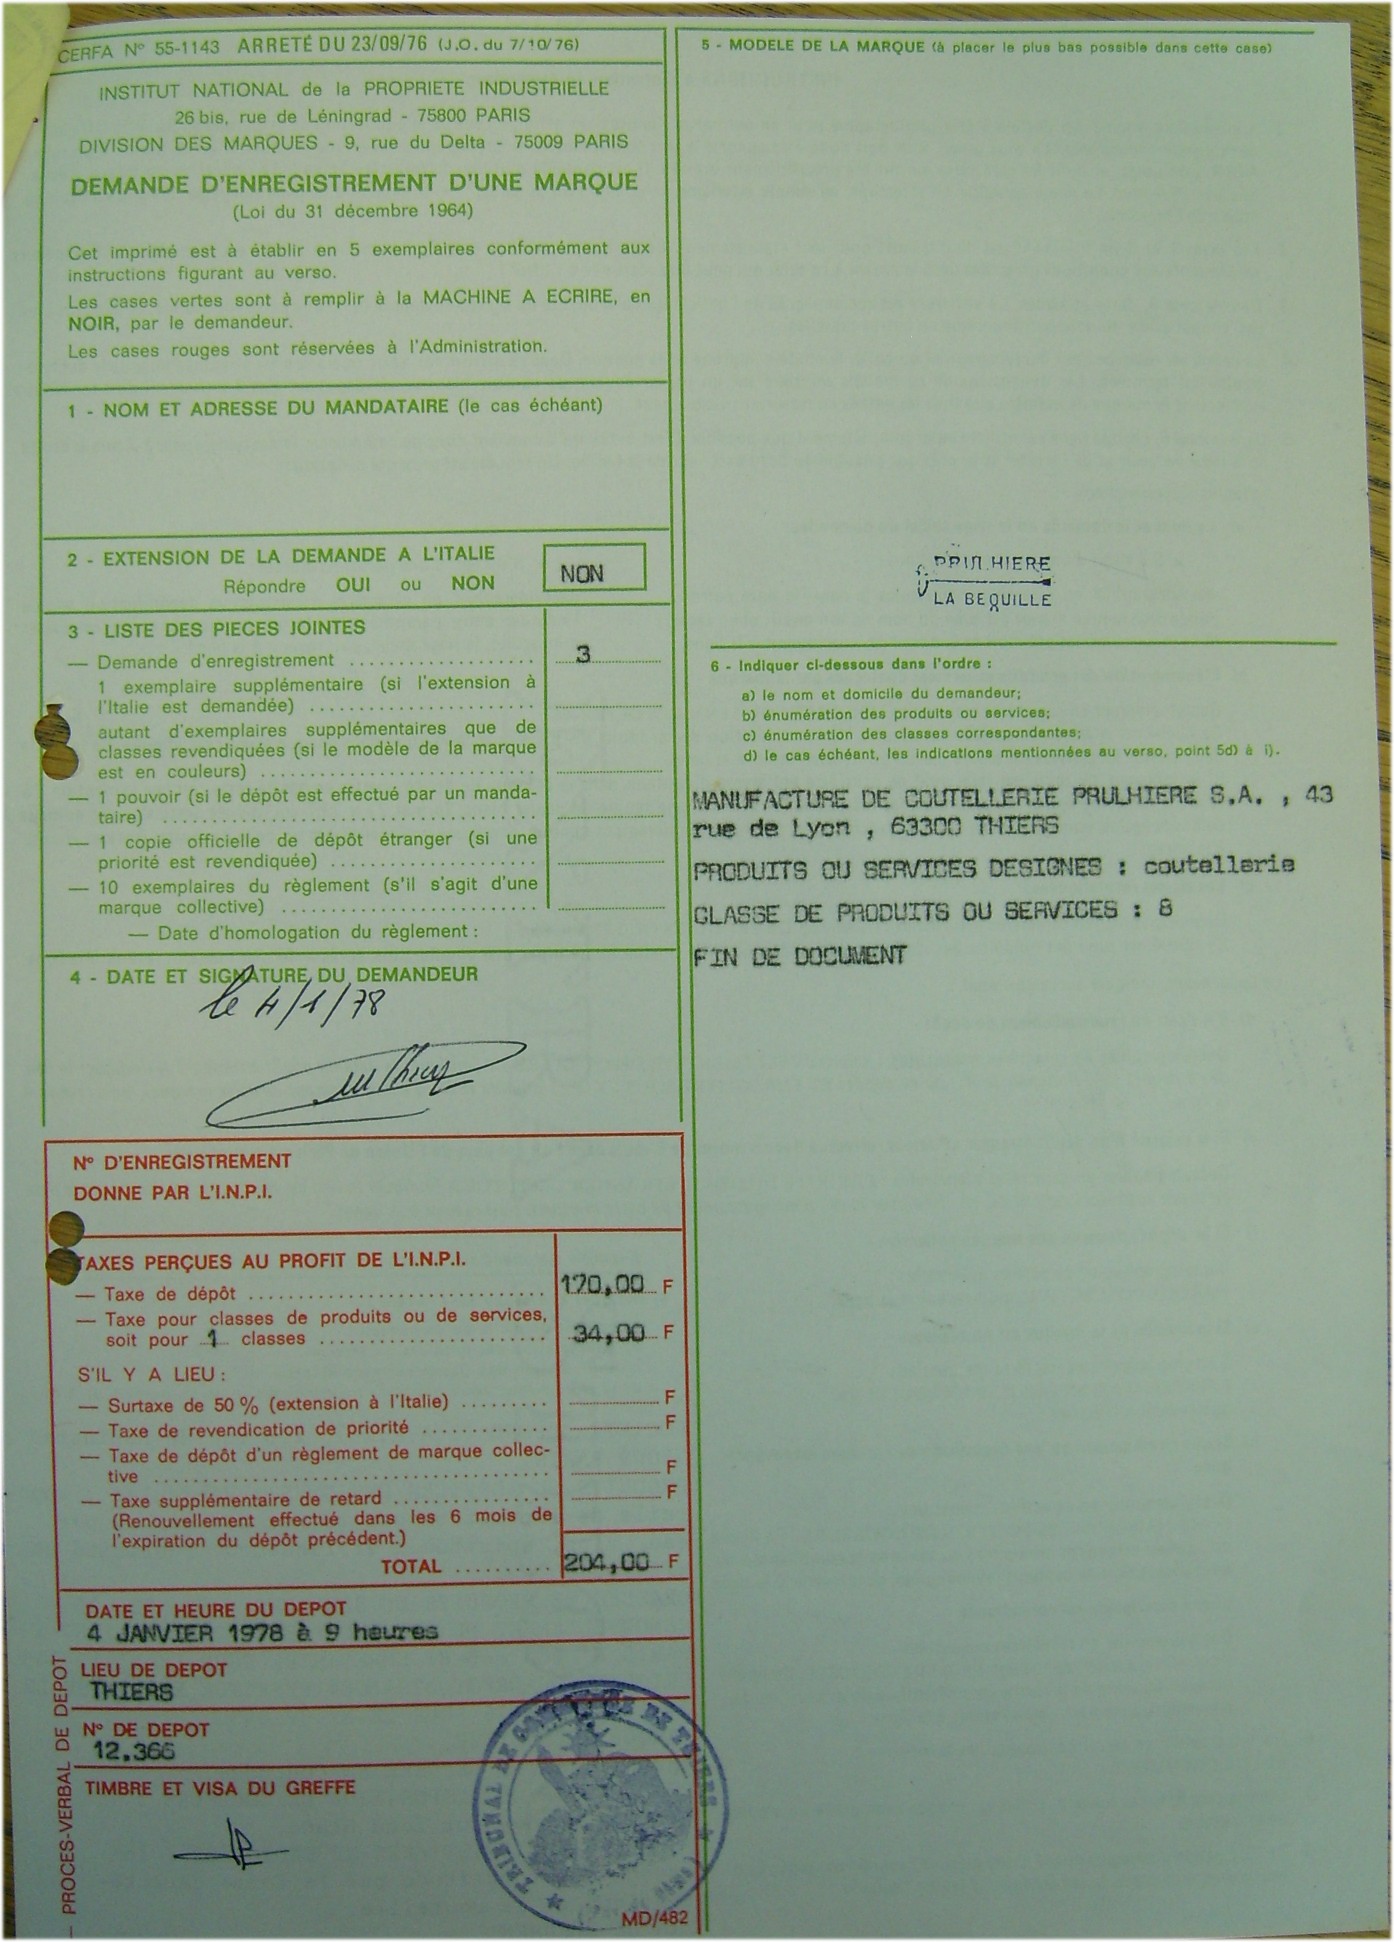 CERFA N° 55-1143 ARRETÉ DU 23/09/76 (J.O. du 7/10/76)
INSTITUT NATIONAL de la PROPRIETE INDUSTRIELLE
26 bis, rue de Léningrad - 75800 PARIS
DIVISION DES MARQUES - 9, rue du Delta - 75009 PARIS
DEMANDE D'ENREGISTREMENT D'UNE MARQUE
(Loi du 31 décembre 1964)
Cet imprimé est à établir en 5 exemplaires conformément aux
instructions figurant au verso.
Les cases vertes sont à remplir à la MACHINE A ECRIRE, en
NOIR, par le demandeur.
Les cases rouges sont réservées à l'Administration.
1 - NOM ET ADRESSE DU MANDATAIRE (le cas échéant)
2 - EXTENSION DE LA DEMANDE A L'ITALIE
Répondre OUI ou NON
NON
3 - LISTE DES PIECES JOINTES
— Demande d'enregistrement .................. 3
1 exemplaire supplémentaire (si l'extension à
l'Italie est demandée) ......................
autant d'exemplaires supplémentaires que de
classes revendiquées (si le modèle de la marque
est en couleurs) ...........................
— 1 pouvoir (si le dépôt est effectué par un manda-
taire) .....................................
— 1 copie officielle de dépôt étranger (si une
priorité est revendiquée) ....................
— 10 exemplaires du règlement (s'il s'agit d'une
marque collective) .........................
— Date d'homologation du règlement :
4 - DATE ET SIGNATURE DU DEMANDEUR
le 4/1/78
N° D'ENREGISTREMENT
DONNE PAR L'I.N.P.I.
TAXES PERÇUES AU PROFIT DE L'I.N.P.I.
— Taxe de dépôt ............................. 170,00 F
— Taxe pour classes de produits ou de services,
soit pour 1 classes ...................... 34,00 F
S'IL Y A LIEU :
— Surtaxe de 50 % (extension à l'Italie) ......... F
— Taxe de revendication de priorité ............. F
— Taxe de dépôt d'un règlement de marque collec-
tive ...................................... F
— Taxe supplémentaire de retard ................ F
(Renouvellement effectué dans les 6 mois de
l'expiration du dépôt précédent.)
TOTAL .......... 204,00 F
PROCES-VERBAL DE DEPOT
DATE ET HEURE DU DEPOT
4 JANVIER 1978 à 9 heures
LIEU DE DEPOT
THIERS
N° DE DEPOT
12.366
TIMBRE ET VISA DU GREFFE
TRIBUNAL DE COMMERCE DE THIERS
MD/482
5 - MODELE DE LA MARQUE (à placer le plus bas possible dans cette case)
PRULHIERE
LA BEQUILLE
6 - Indiquer ci-dessous dans l'ordre :
a) le nom et domicile du demandeur;
b) énumération des produits ou services;
c) énumération des classes correspondantes;
d) le cas échéant, les indications mentionnées au verso, point 5d) à i).
MANUFACTURE DE COUTELLERIE PRULHIERE S.A. , 43
rue de Lyon , 63300 THIERS
PRODUITS OU SERVICES DESIGNES : coutellerie
CLASSE DE PRODUITS OU SERVICES : 8
FIN DE DOCUMENT